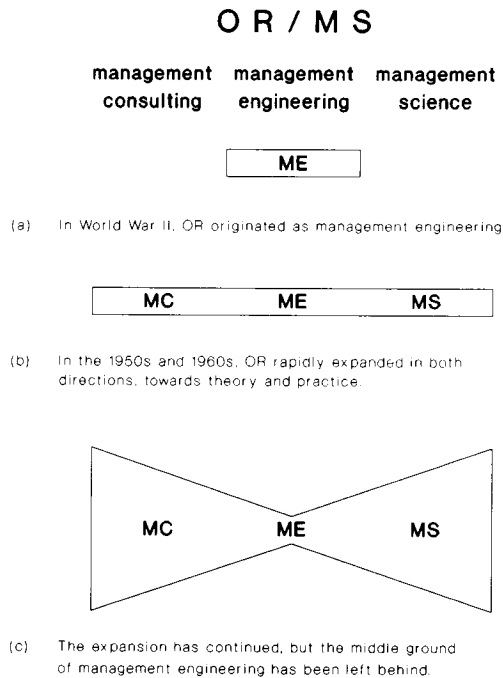 OR/MS
management management management
consulting engineering science
ME
(a) In World War II, OR originated as management engineering
MC ME MS
(b) In the 1950s and 1960s, OR rapidly expanded in both
directions, towards theory and practice.
MC ME MS
(c) The expansion has continued, but the middle ground
of management engineering has been left behind.